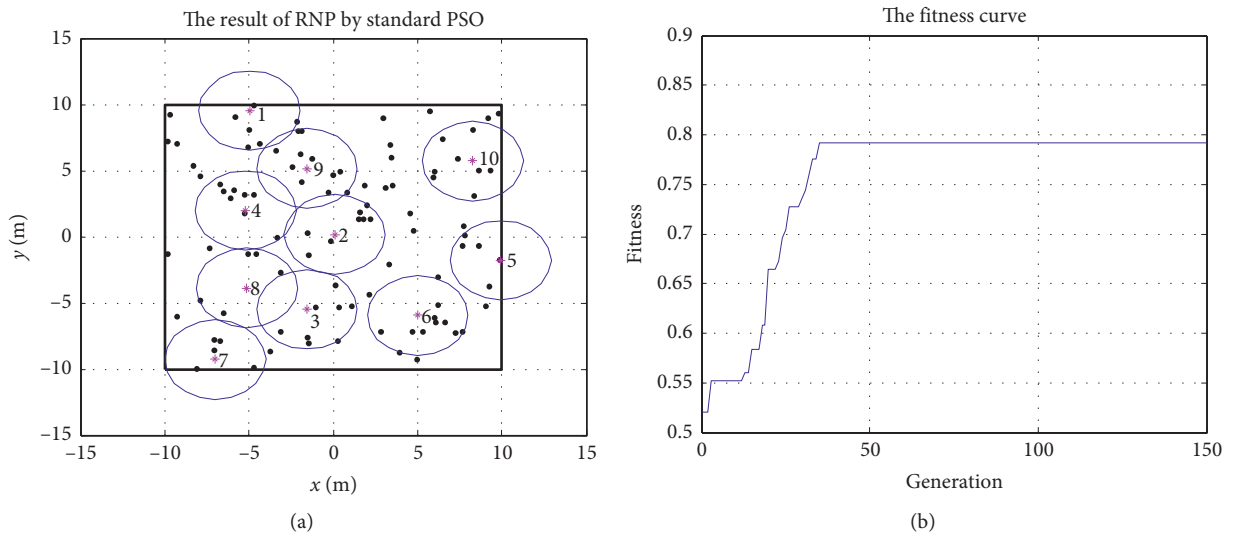 The result of RNP by standard PSO
15
10
5
0
−5
−10
−15
y (m)
1
9
10
4
2
5
8
3
6
7
−15 −10 −5 0 5 10 15
x (m)
(a)
The fitness curve
0.9
0.85
0.8
0.75
0.7
0.65
0.6
0.55
0.5
Fitness
0 50 100 150
Generation
(b)